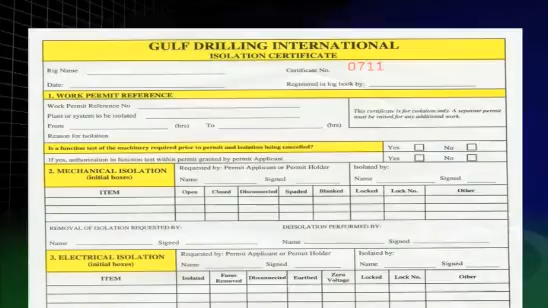 GULF DRILLING INTERNATIONAL
ISOLATION CERTIFICATE
Rig Name Certificate No. 0711
Date: Registered in log book by:
1. WORK PERMIT REFERENCE
Work Permit Reference No
Plant or system to be isolated
This certificate is for isolation only. A separate permit
must be raised for any additional work.
From (hrs) To (hrs)
Reason for isolation
Is a function test of the machinery required prior to permit and isolation being cancelled? Yes No
If yes, authorisation to function test within permit granted by permit Applicant Yes No
2. MECHANICAL ISOLATION
(initial boxes)
Requested by: Permit Applicant or Permit Holder Isolated by:
Name Signed Name Signed
ITEM Open Closed Disconnected Spaded Blanked Locked Lock No. Other
REMOVAL OF ISOLATION REQUESTED BY: DEISOLATION PERFORMED BY:
Name Signed Name Signed
3. ELECTRICAL ISOLATION
(initial boxes)
Requested by: Permit Applicant or Permit Holder Isolated by:
Name Signed Name Signed
ITEM Isolated Fuses Removed Disconnected Earthed Zero Voltage Locked Lock No. Other